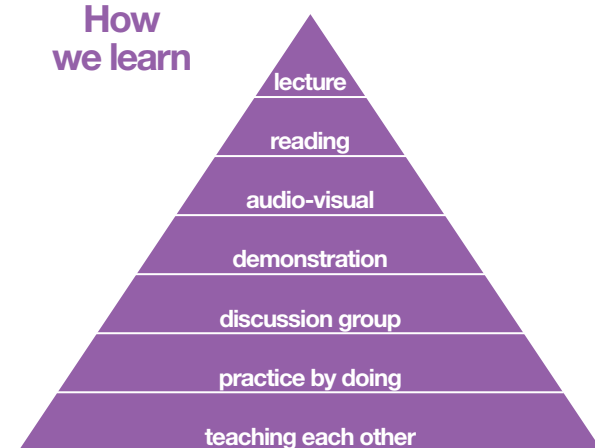 How
we learn
lecture
reading
audio-visual
demonstration
discussion group
practice by doing
teaching each other